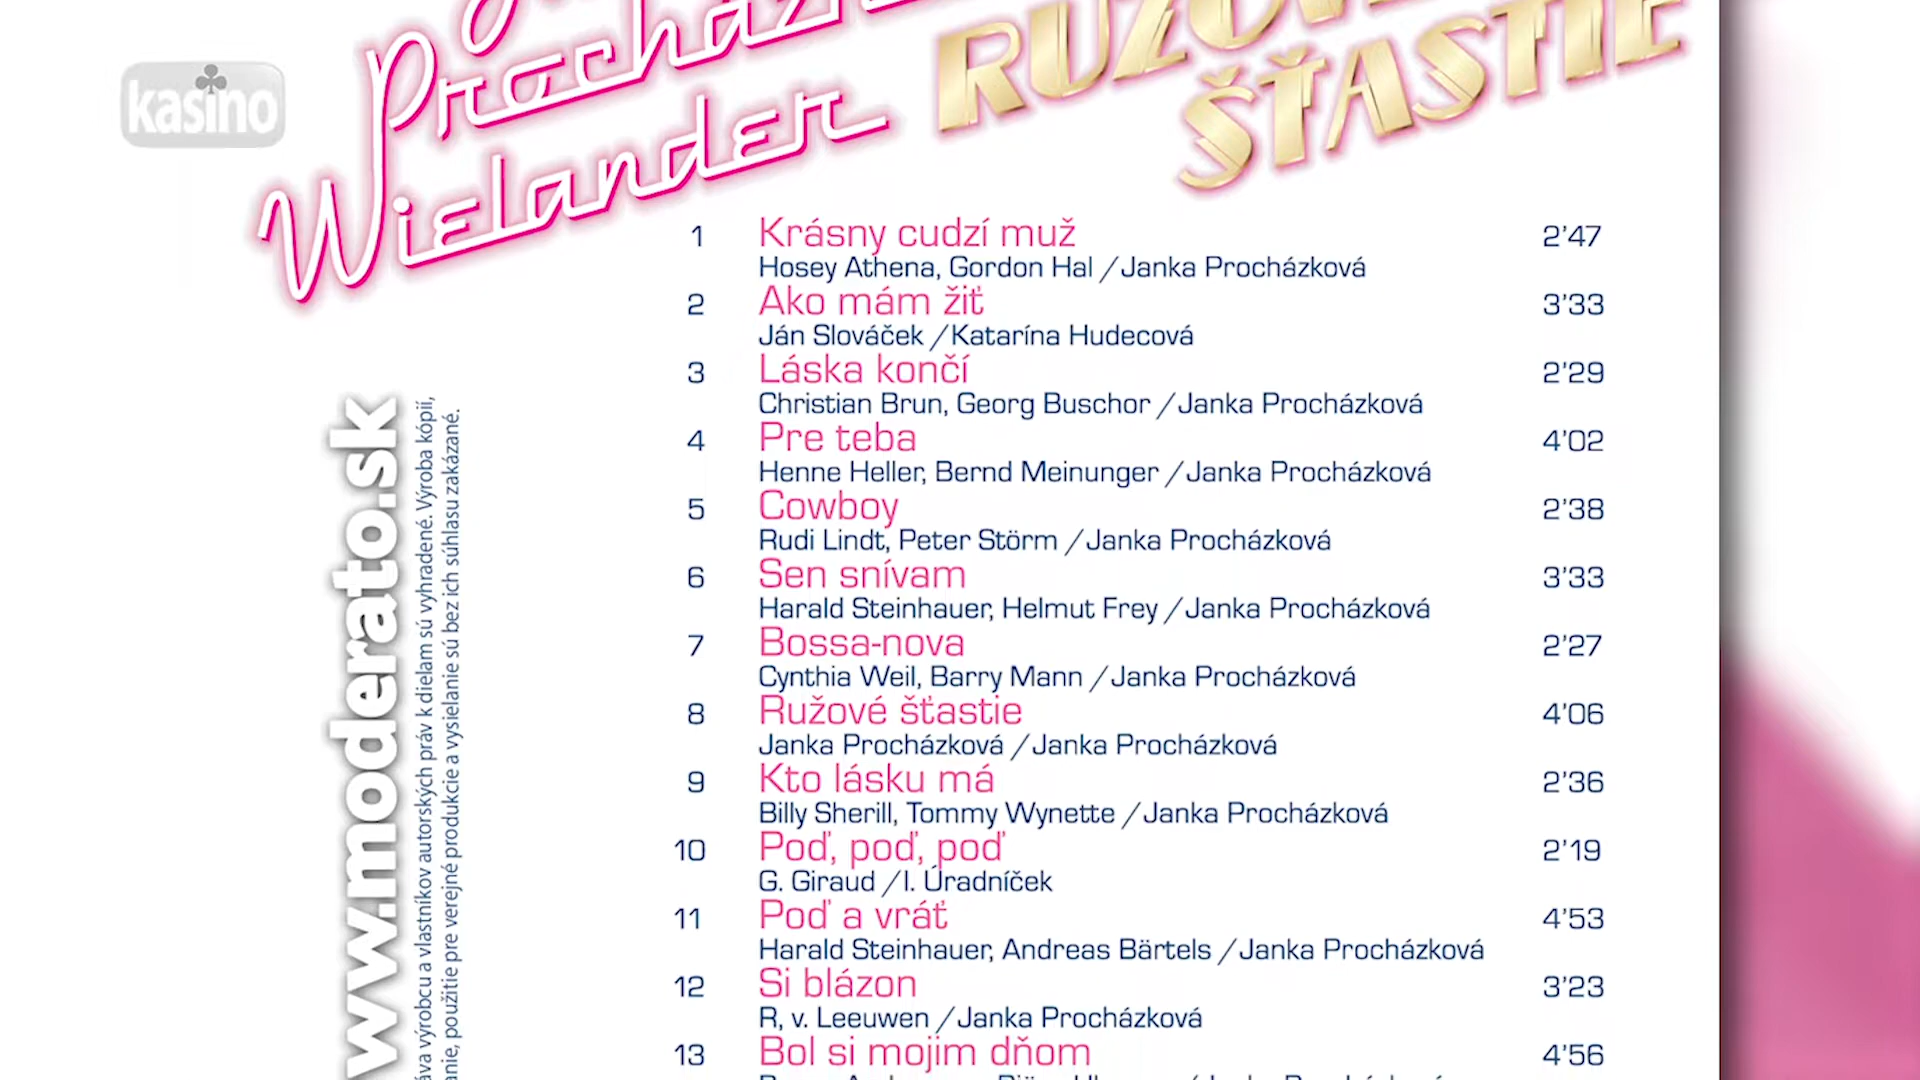 kasino
Wielander
ŠŤASTIE
1 Krásny cudzí muž 2'47
Hosey Athena, Gordon Hal /Janka Procházková
2 Ako mám žiť 3'33
Ján Slováček /Katarína Hudecová
3 Láska končí 2'29
Christian Brun, Georg Buschor /Janka Procházková
4 Pre teba 4'02
Henne Heller, Bernd Meinunger /Janka Procházková
5 Cowboy 2'38
Rudi Lindt, Peter Störm /Janka Procházková
6 Sen snívam 3'33
Harald Steinhauer, Helmut Frey /Janka Procházková
7 Bossa-nova 2'27
Cynthia Weil, Barry Mann /Janka Procházková
8 Ružové šťastie 4'06
Janka Procházková /Janka Procházková
9 Kto lásku má 2'36
Billy Sherill, Tommy Wynette /Janka Procházková
10 Poď, poď, poď 2'19
G. Giraud /I. Úradníček
11 Poď a vráť 4'53
Harald Steinhauer, Andreas Bärtels /Janka Procházková
12 Si blázon 3'23
R, v. Leeuwen /Janka Procházková
13 Bol si mojim dňom 4'56
ww.moderato.sk
výrobcu a vlastníkov autorských práv k dielam sú vyhradené. Výroba kópií,
použitie pre verejné produkcie a vysielanie sú bez ich súhlasu zakázané.